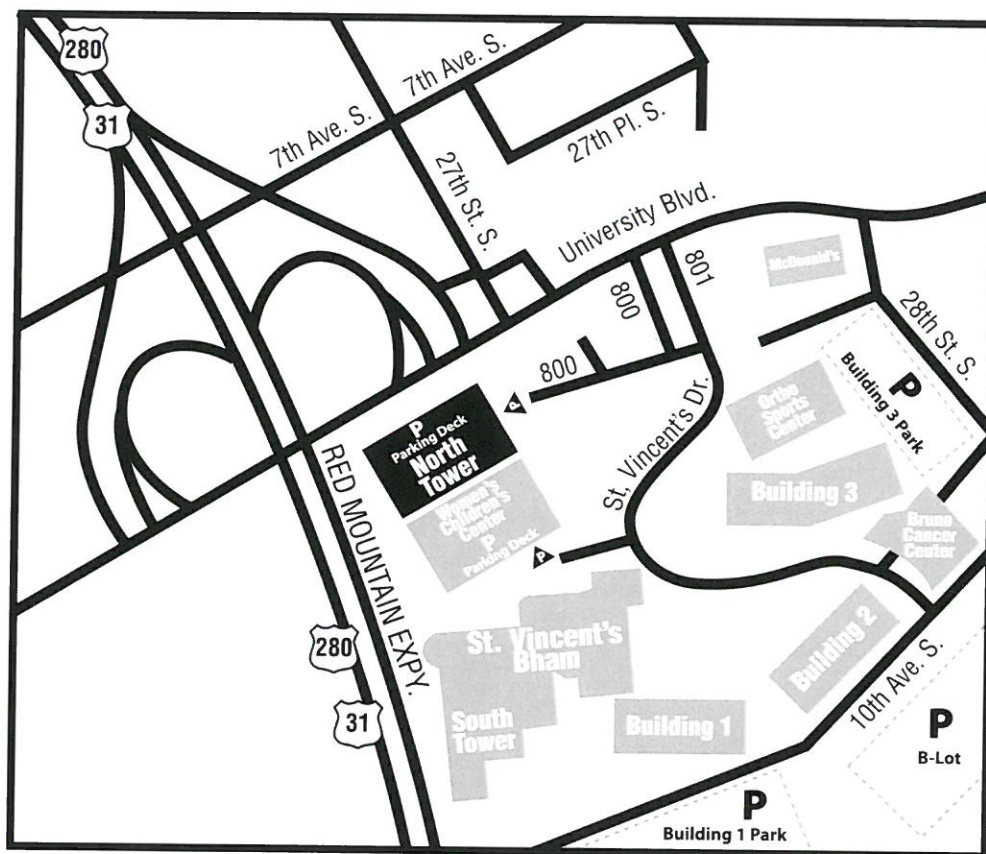 280
31
7th Ave. S.
7th Ave. S.
27th St. S.
27th Pl. S.
University Blvd.
800
801
McDonald's
28th St. S.
800
P
Building 3 Park
P
Parking Deck
North
Tower
P
Ortho
Sports
Center
St, Vincent's Dr.
Women's
Children's
Center
P
Parking Deck
P
Building 3
Bruno
Cancer
Center
RED MOUNTAIN EXPY.
280
31
St. Vincent's
Bham
South
Tower
Building 1
Building 2
10th Ave. S.
P
B-Lot
P
Building 1 Park